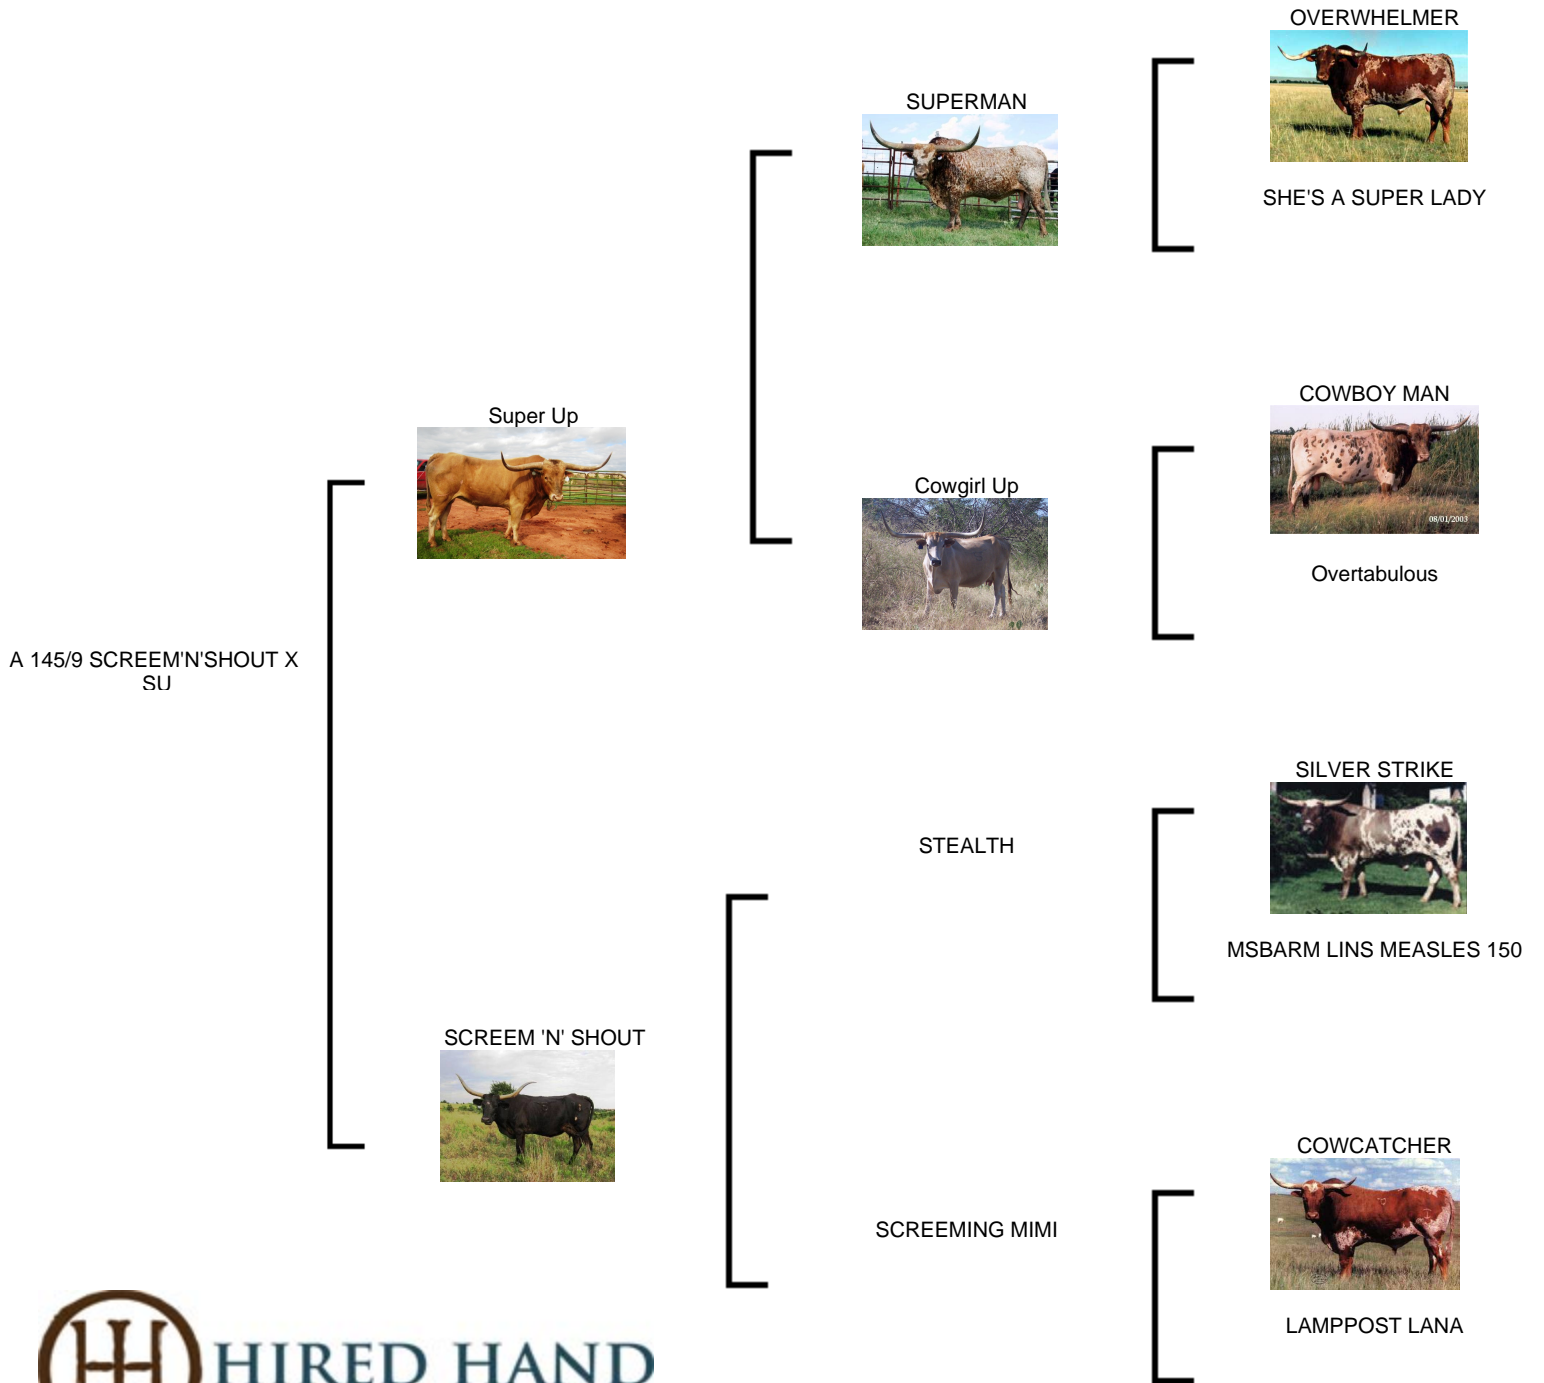 OVERWHELMER
SUPERMAN
SHE'S A SUPER LADY
COWBOY MAN
Super Up
Cowgirl Up
08/01/2003
Overtabulous
A 145/9 SCREEM'N'SHOUT X
SU
SILVER STRIKE
STEALTH
MSBARM LINS MEASLES 150
SCREEM 'N' SHOUT
COWCATCHER
SCREEMING MIMI
LAMPPOST LANA
HIRED HAND